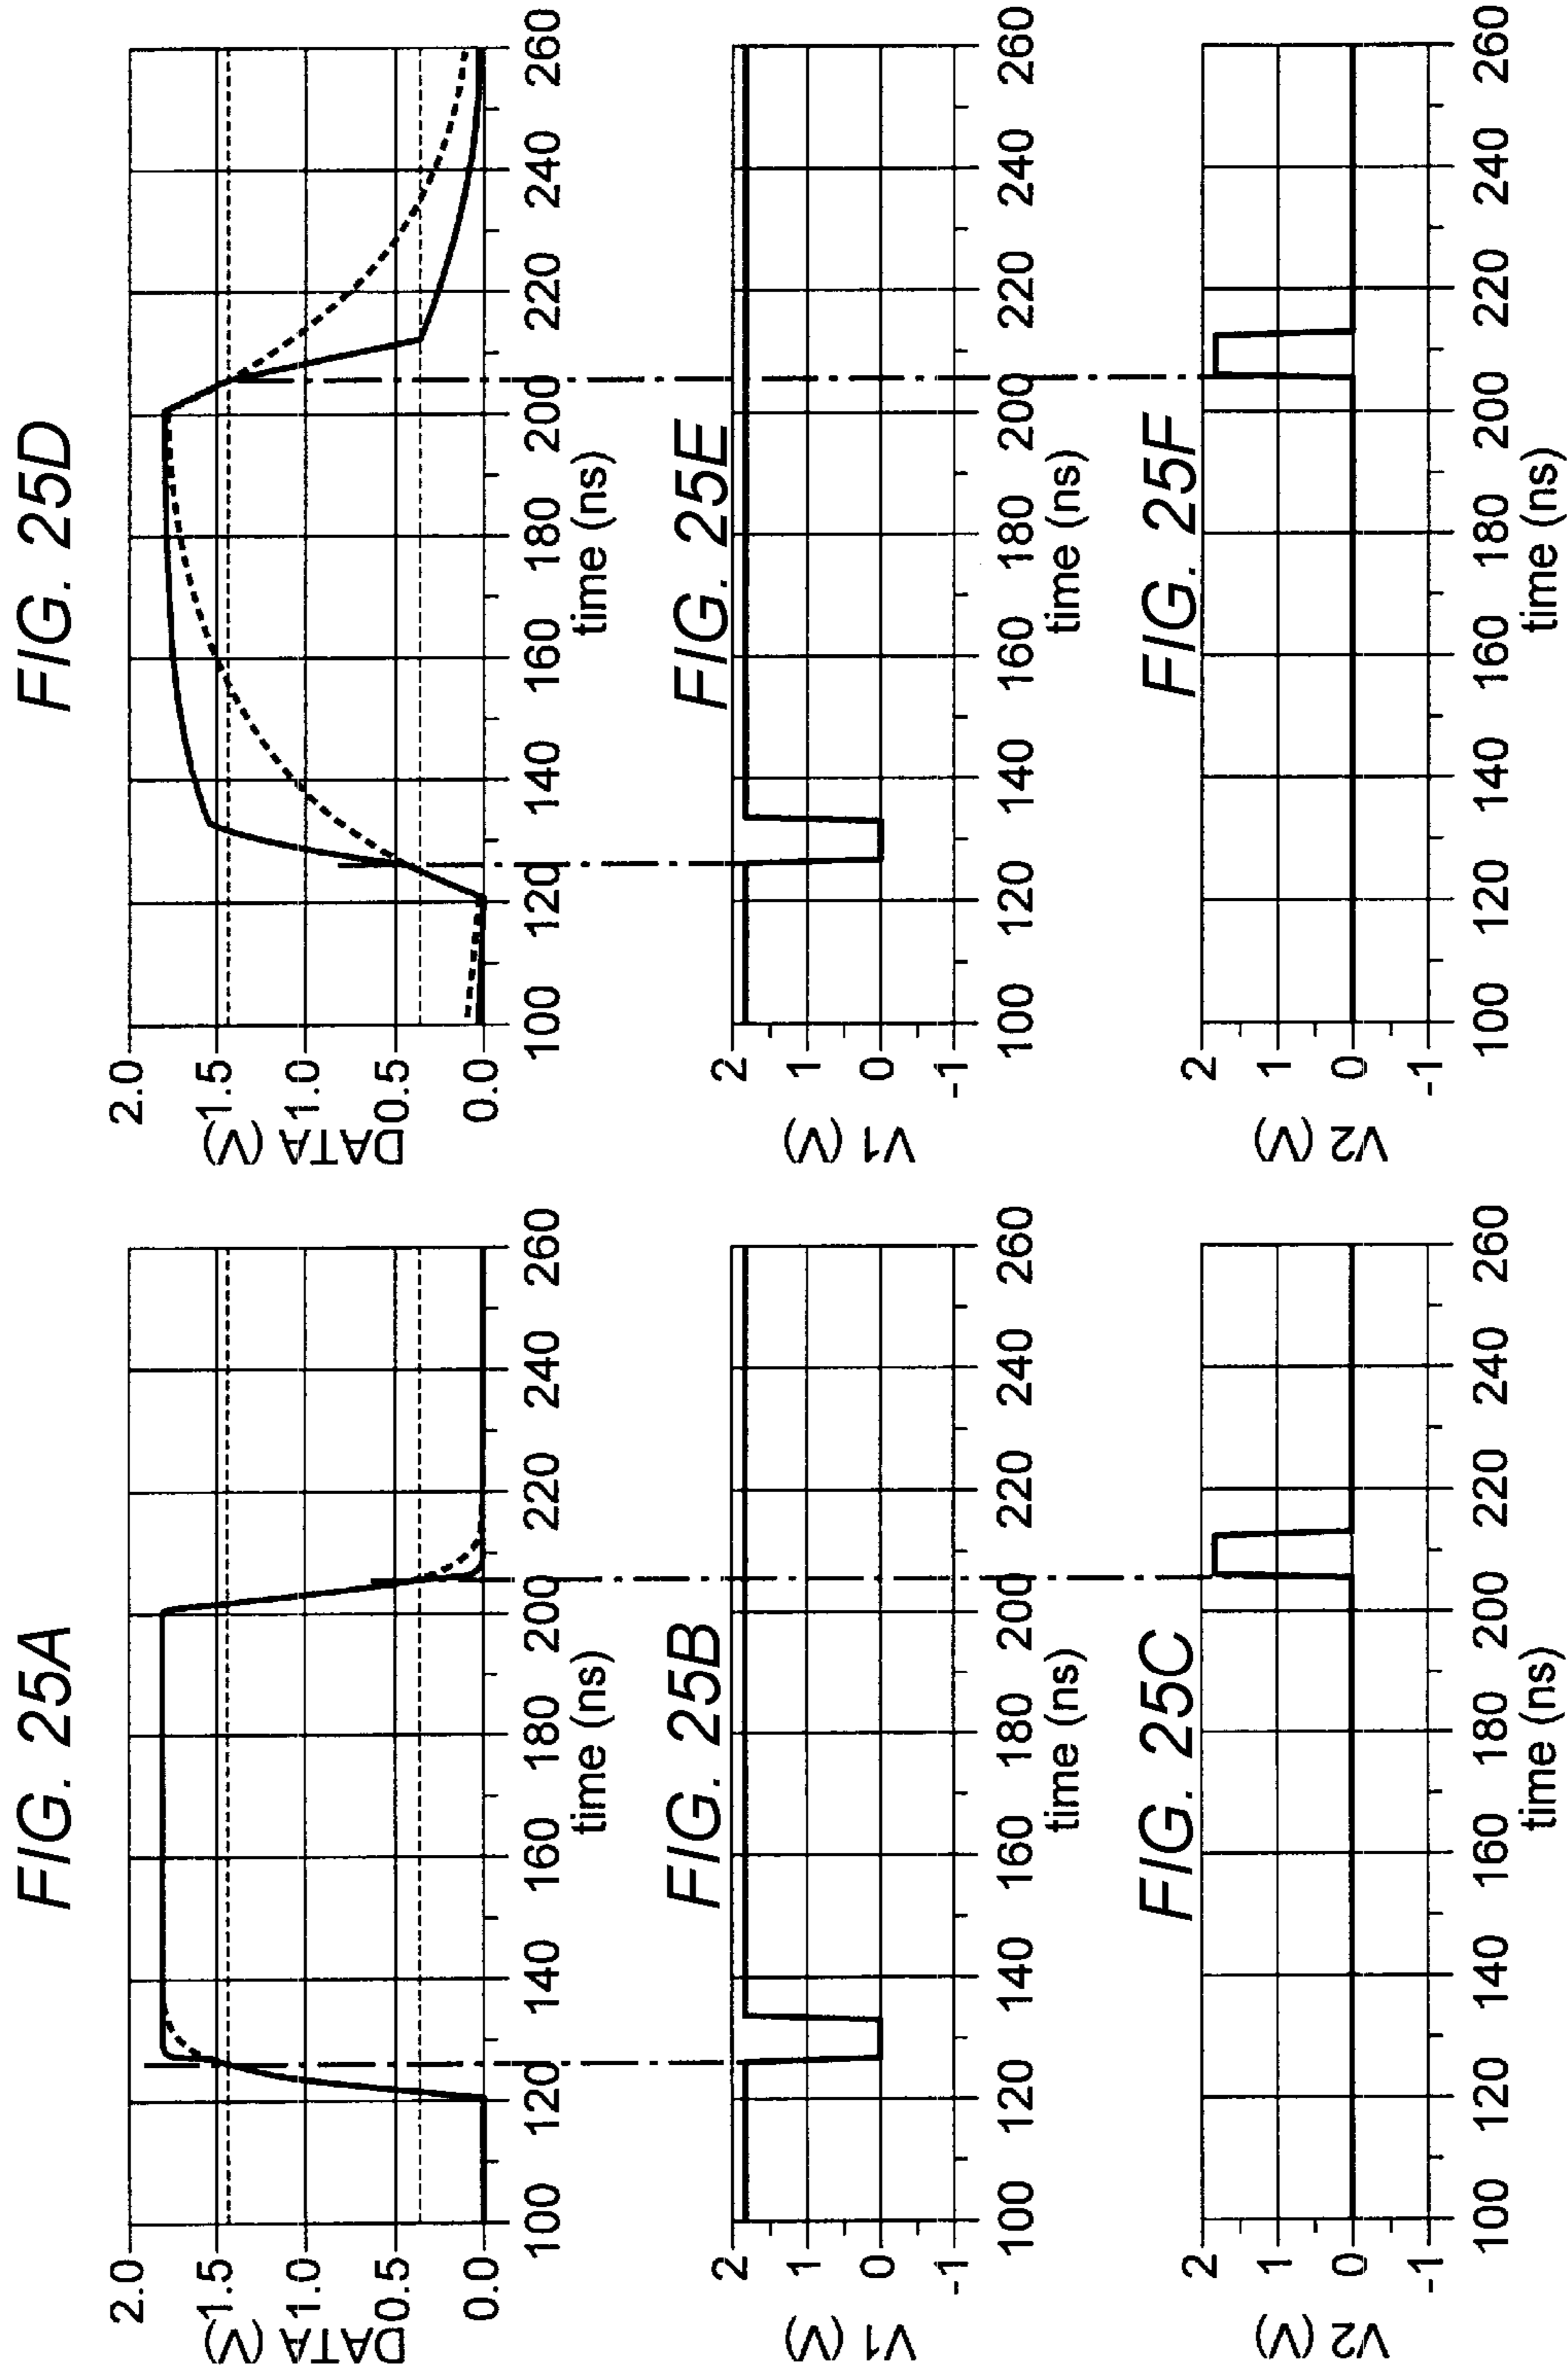 FIG. 25A
DATA (V)
2.0
1.5
1.0
0.5
0.0
100 120 140 160 180 200 220 240 260
time (ns)
FIG. 25B
V1 (V)
2
1
0
-1
100 120 140 160 180 200 220 240 260
time (ns)
FIG. 25C
V2 (V)
2
1
0
-1
100 120 140 160 180 200 220 240 260
time (ns)
FIG. 25D
DATA (V)
2.0
1.5
1.0
0.5
0.0
100 120 140 160 180 200 220 240 260
time (ns)
FIG. 25E
V1 (V)
2
1
0
-1
100 120 140 160 180 200 220 240 260
time (ns)
FIG. 25F
V2 (V)
2
1
0
-1
100 120 140 160 180 200 220 240 260
time (ns)